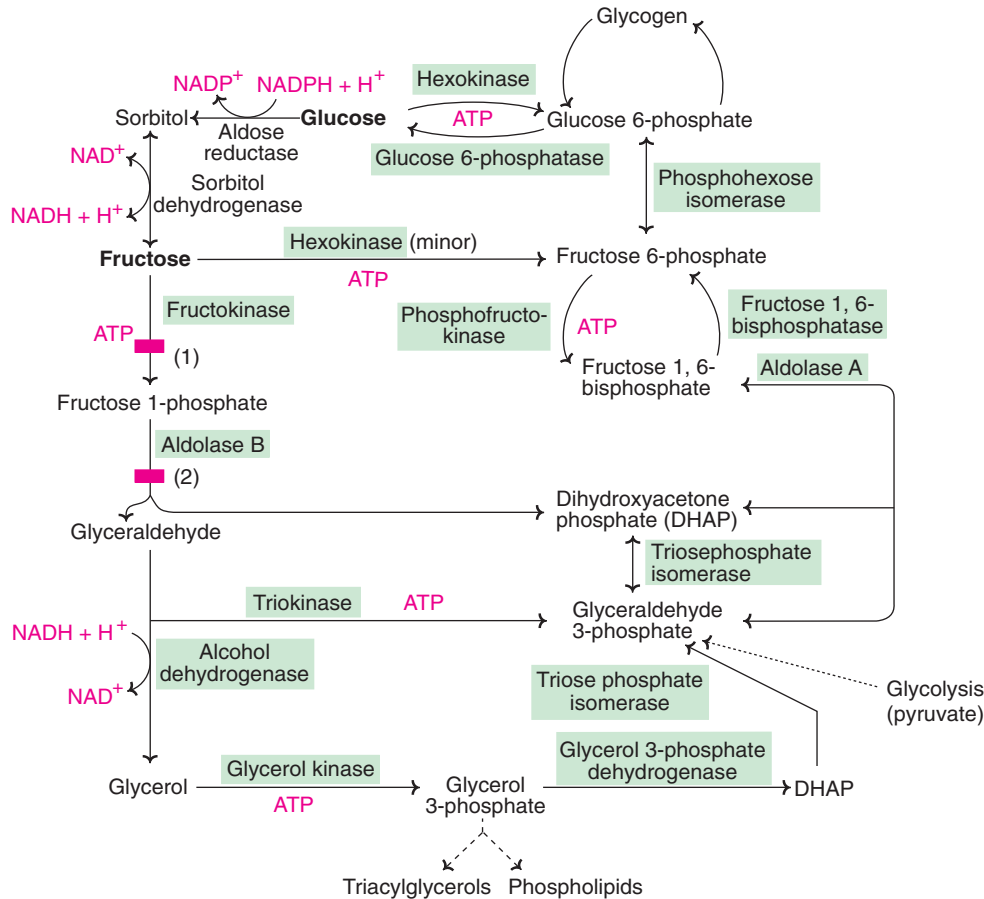 Glycogen
NADP+ NADPH + H+
Hexokinase
Sorbitol
Glucose
ATP
Glucose 6-phosphate
Aldose
reductase
Glucose 6-phosphatase
NAD+
Sorbitol
dehydrogenase
NADH + H+
Phosphohexose
isomerase
Fructose
Hexokinase (minor)
ATP
Fructose 6-phosphate
Fructokinase
ATP
(1)
Phosphofructo-
kinase
ATP
Fructose 1, 6-
bisphosphatase
Fructose 1, 6-
bisphosphate
Aldolase A
Fructose 1-phosphate
Aldolase B
(2)
Glyceraldehyde
Dihydroxyacetone
phosphate (DHAP)
Triosephosphate
isomerase
Triokinase
ATP
Glyceraldehyde
3-phosphate
NADH + H+
Alcohol
dehydrogenase
NAD+
Triose phosphate
isomerase
Glycolysis
(pyruvate)
Glycerol
Glycerol kinase
ATP
Glycerol
3-phosphate
Glycerol 3-phosphate
dehydrogenase
DHAP
Triacylglycerols
Phospholipids